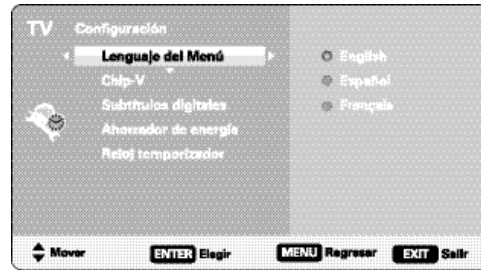 TV Configuración
Lenguaje del Menú
Chip-V
Subtítulos digitales
Ahorrador de energía
Reloj temporizador
English
Español
Français
Mover ENTER Elegir MENU Regresar EXIT Salir